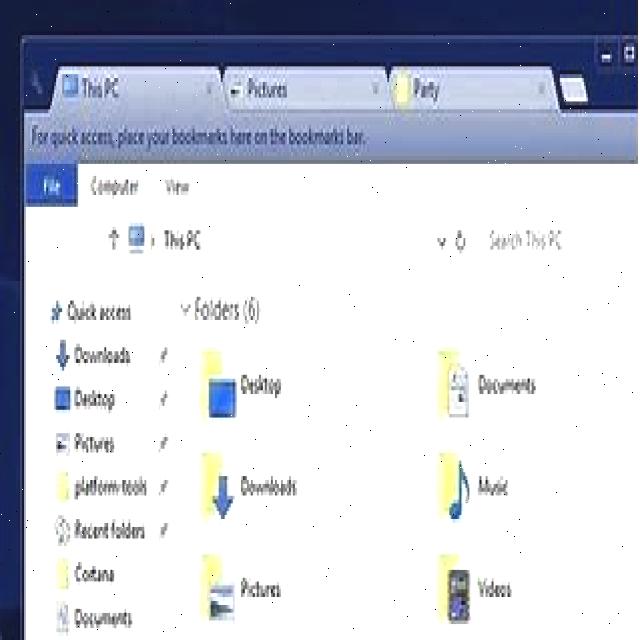 This PC
Pictures
Party
For quick access, place your bookmarks here on the bookmarks bar.
File Computer View
This PC
Search This PC
Quick access
Downloads
Desktop
Pictures
platform-tools
Recent folders
Cortana
Documents
Folders (6)
Desktop
Documents
Downloads
Music
Pictures
Videos